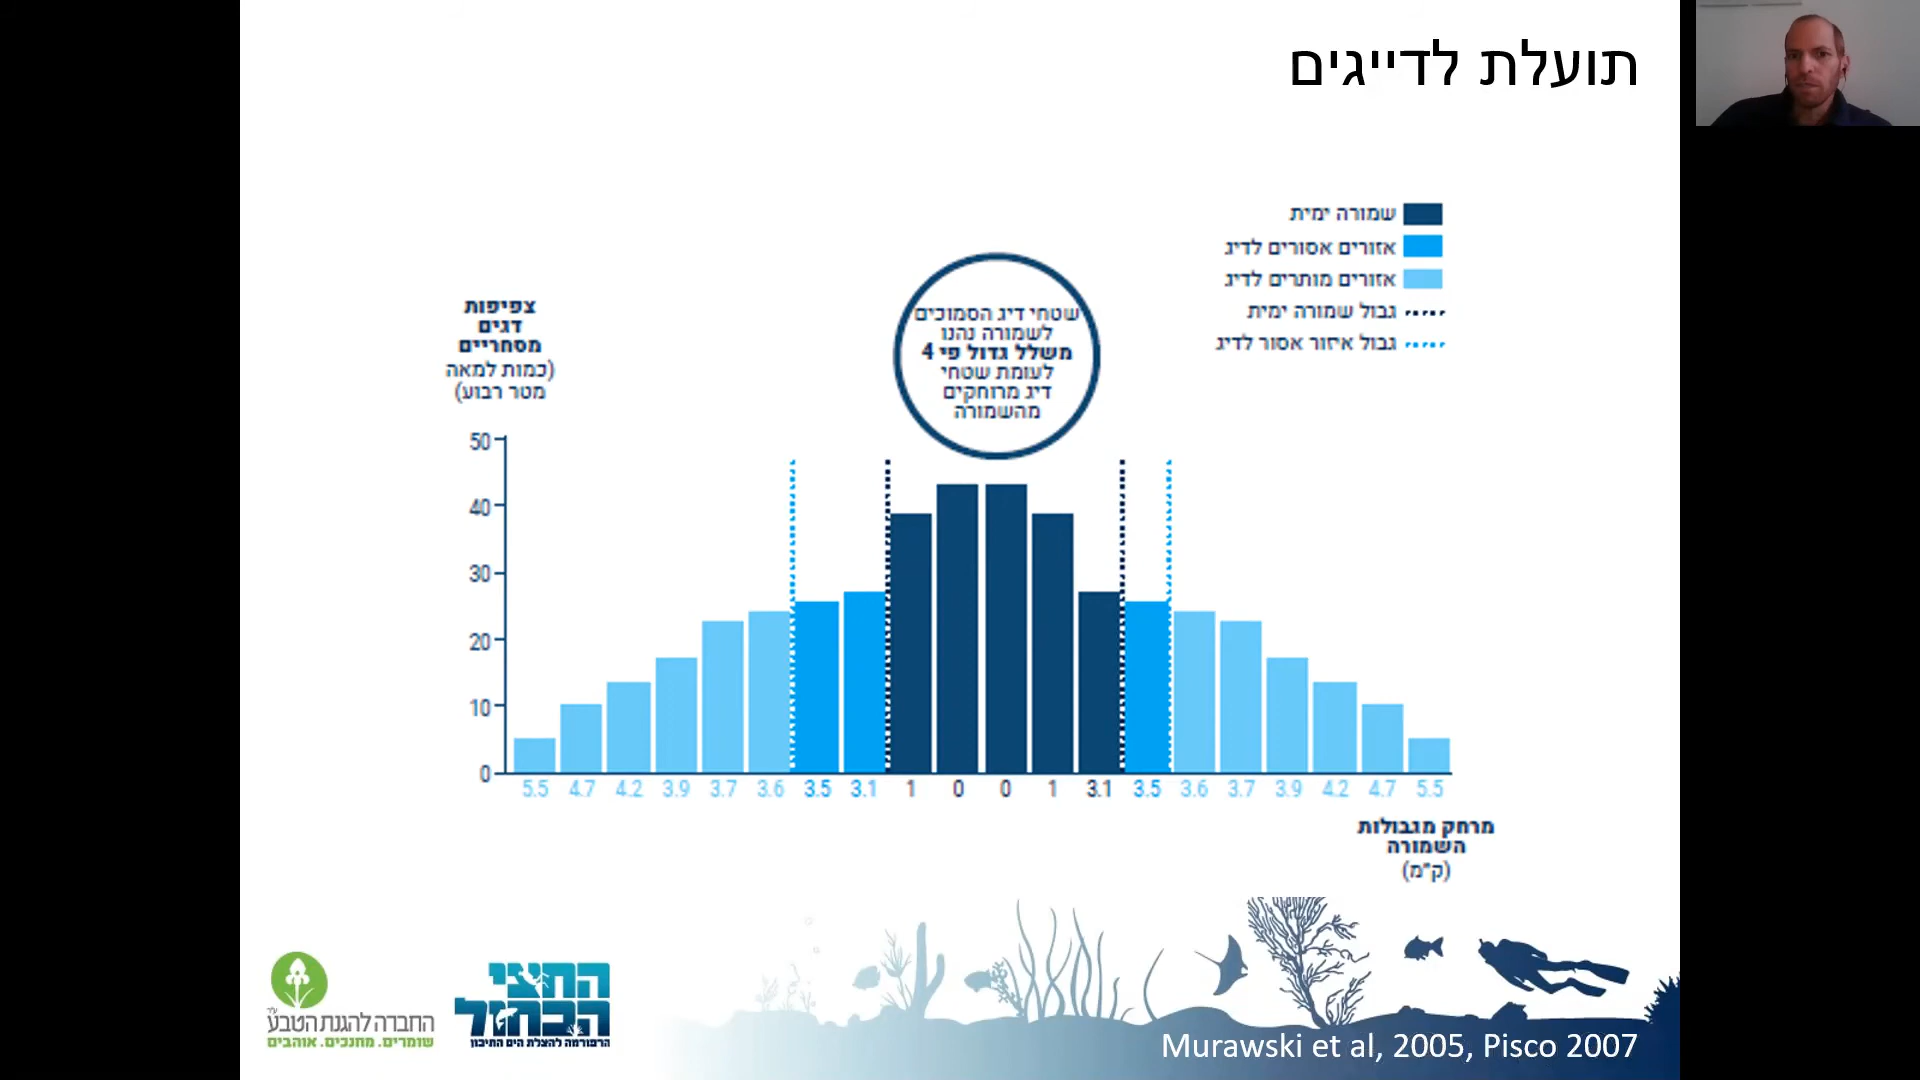 תועלת לדייגים
שמורה ימית
אזורים אסורים לדיג
אזורים מותרים לדיג
גבול שמורה ימית
גבול איזור אסור לדיג
צפיפות
דגים
מסחריים
(כמות למאה
מטר רבוע)
שטחי דיג הסמוכים
לשמורה נהנו
משלל גדול פי 4
לעומת שטחי
דיג מרוחקים
מהשמורה
50
40
30
20
10
0
5.5 4.7 4.2 3.9 3.7 3.6 3.5 3.1 1 0 0 1 3.1 3.5 3.6 3.7 3.9 4.2 4.7 5.5
מרחק מגבולות
השמורה
(ק"מ)
החברה להגנת הטבע ע"ר
שומרים. מחנכים. אוהבים
החצי
הכחול
הרפורמה להצלת הים התיכון
Murawski et al, 2005, Pisco 2007